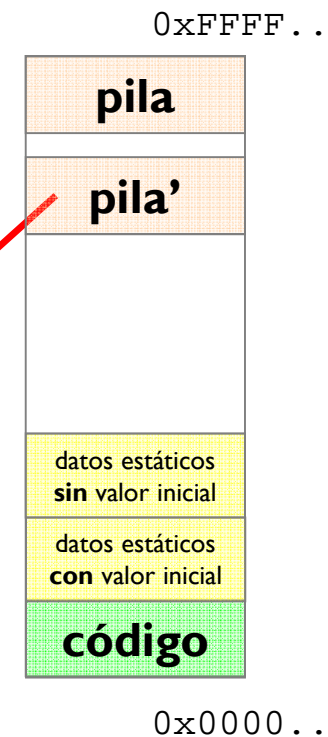 0xFFFF..
pila
pila’
datos estáticos
sin valor inicial
datos estáticos
con valor inicial
código
0x0000..